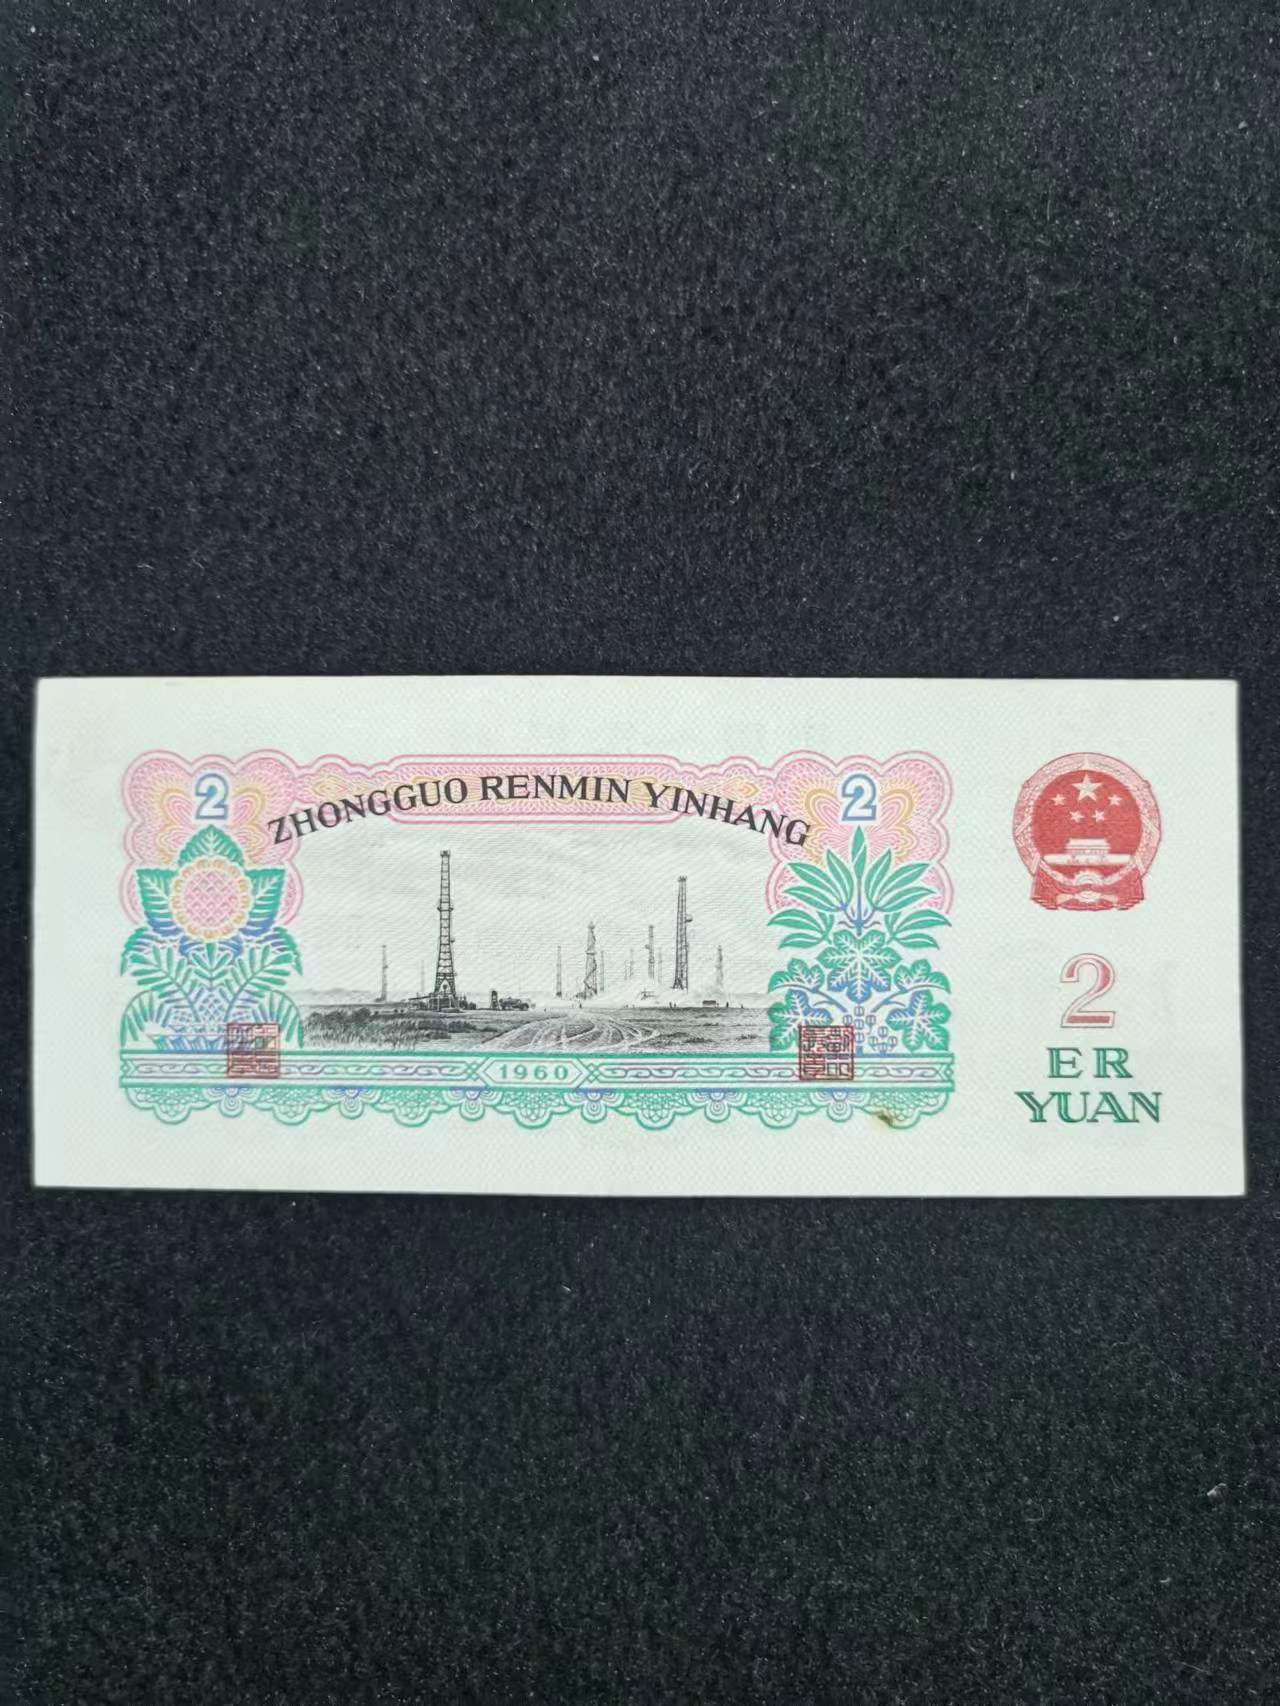 2
ZHONGGUO RENMIN YINHANG
2
1960
2
ER
YUAN